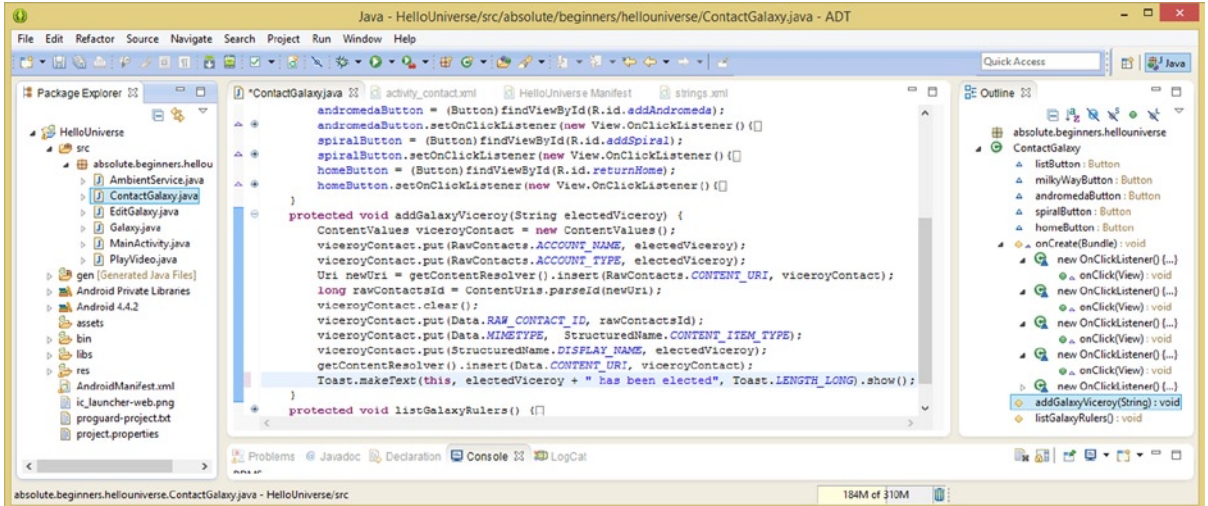 Java - HelloUniverse/src/absolute/beginners/hellouniverse/ContactGalaxy.java - ADT
File Edit Refactor Source Navigate Search Project Run Window Help
Quick Access
Java
Package Explorer
HelloUniverse
src
absolute.beginners.hellou
AmbientService.java
ContactGalaxy.java
EditGalaxy.java
Galaxy.java
MainActivity.java
PlayVideo.java
gen [Generated Java Files]
Android Private Libraries
Android 4.4.2
assets
bin
libs
res
AndroidManifest.xml
ic_launcher-web.png
proguard-project.txt
project.properties
*ContactGalaxy.java activity_contact.xml HelloUniverse Manifest strings.xml
andromedaButton = (Button)findViewById(R.id.addAndromeda);
andromedaButton.setOnClickListener(new View.OnClickListener(){
spiralButton = (Button)findViewById(R.id.addSpiral);
spiralButton.setOnClickListener(new View.OnClickListener(){
homeButton = (Button)findViewById(R.id.returnHome);
homeButton.setOnClickListener(new View.OnClickListener(){
}
protected void addGalaxyViceroy(String electedViceroy) {
ContentValues viceroyContact = new ContentValues();
viceroyContact.put(RawContacts.ACCOUNT_NAME, electedViceroy);
viceroyContact.put(RawContacts.ACCOUNT_TYPE, electedViceroy);
Uri newUri = getContentResolver().insert(RawContacts.CONTENT_URI, viceroyContact);
long rawContactsId = ContentUris.parseId(newUri);
viceroyContact.clear();
viceroyContact.put(Data.RAW_CONTACT_ID, rawContactsId);
viceroyContact.put(Data.MIMETYPE, StructuredName.CONTENT_ITEM_TYPE);
viceroyContact.put(StructuredName.DISPLAY_NAME, electedViceroy);
getContentResolver().insert(Data.CONTENT_URI, viceroyContact);
Toast.makeText(this, electedViceroy + " has been elected", Toast.LENGTH_LONG).show();
}
protected void listGalaxyRulers() {
Problems Javadoc Declaration Console LogCat
Outline
absolute.beginners.hellouniverse
ContactGalaxy
listButton : Button
milkyWayButton : Button
andromedaButton : Button
spiralButton : Button
homeButton : Button
onCreate(Bundle) : void
new OnClickListener() {...}
onClick(View) : void
new OnClickListener() {...}
onClick(View) : void
new OnClickListener() {...}
onClick(View) : void
new OnClickListener() {...}
onClick(View) : void
new OnClickListener() {...}
addGalaxyViceroy(String) : void
listGalaxyRulers() : void
absolute.beginners.hellouniverse.ContactGalaxy.java - HelloUniverse/src
184M of 310M